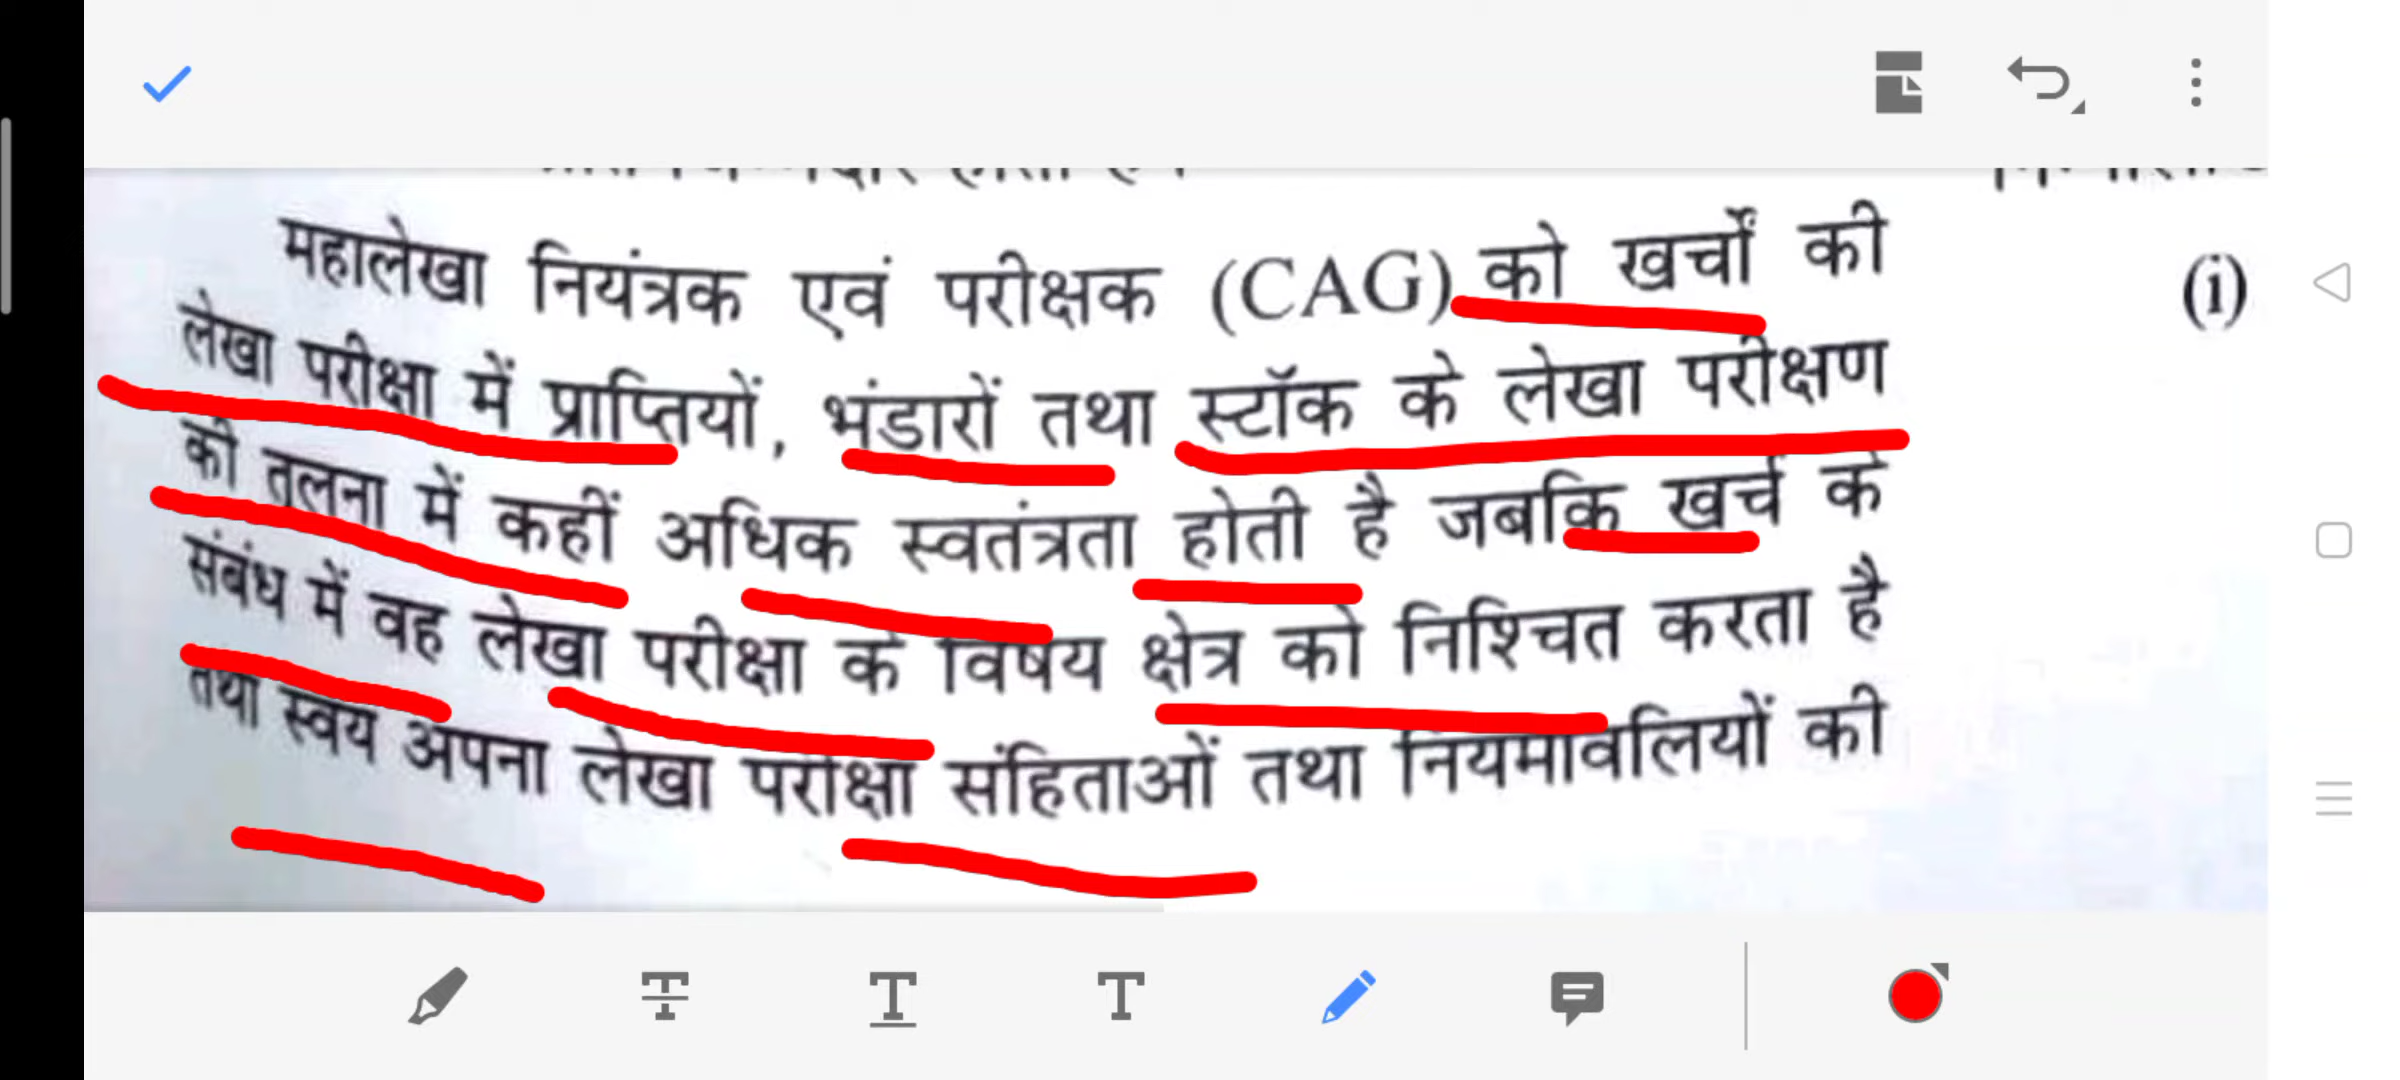 महालेखा नियंत्रक एवं परीक्षक (CAG) को खर्चों की
(i)
लेखा परीक्षा में प्राप्तियों, भंडारों तथा स्टॉक के लेखा परीक्षण
की तुलना में कहीं अधिक स्वतंत्रता होती है जबकि खर्च के
संबंध में वह लेखा परीक्षा के विषय क्षेत्र को निश्चित करता है
तथा स्वयं अपना लेखा परीक्षा संहिताओं तथा नियमावलियों की